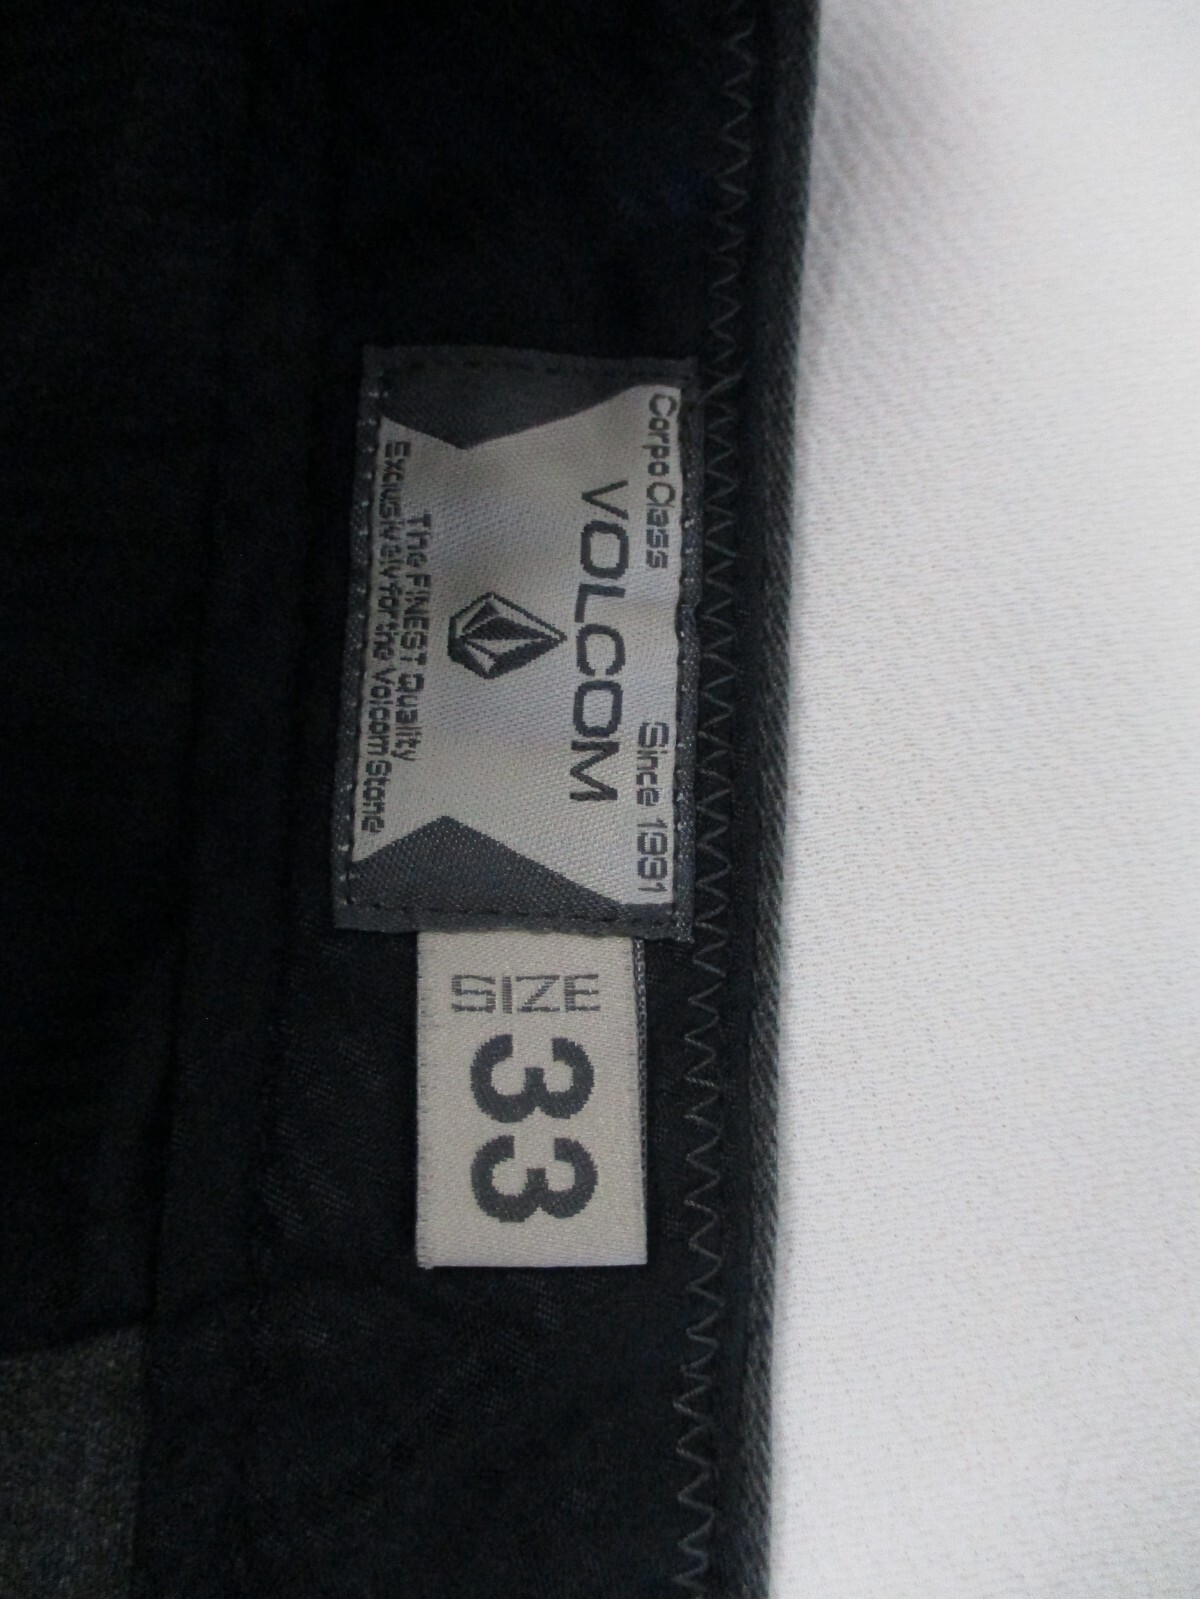 Corpo Class Since 1991
VOLCOM
The FINEST Quality
Exclusively for the Volcom Stone
SIZE
33